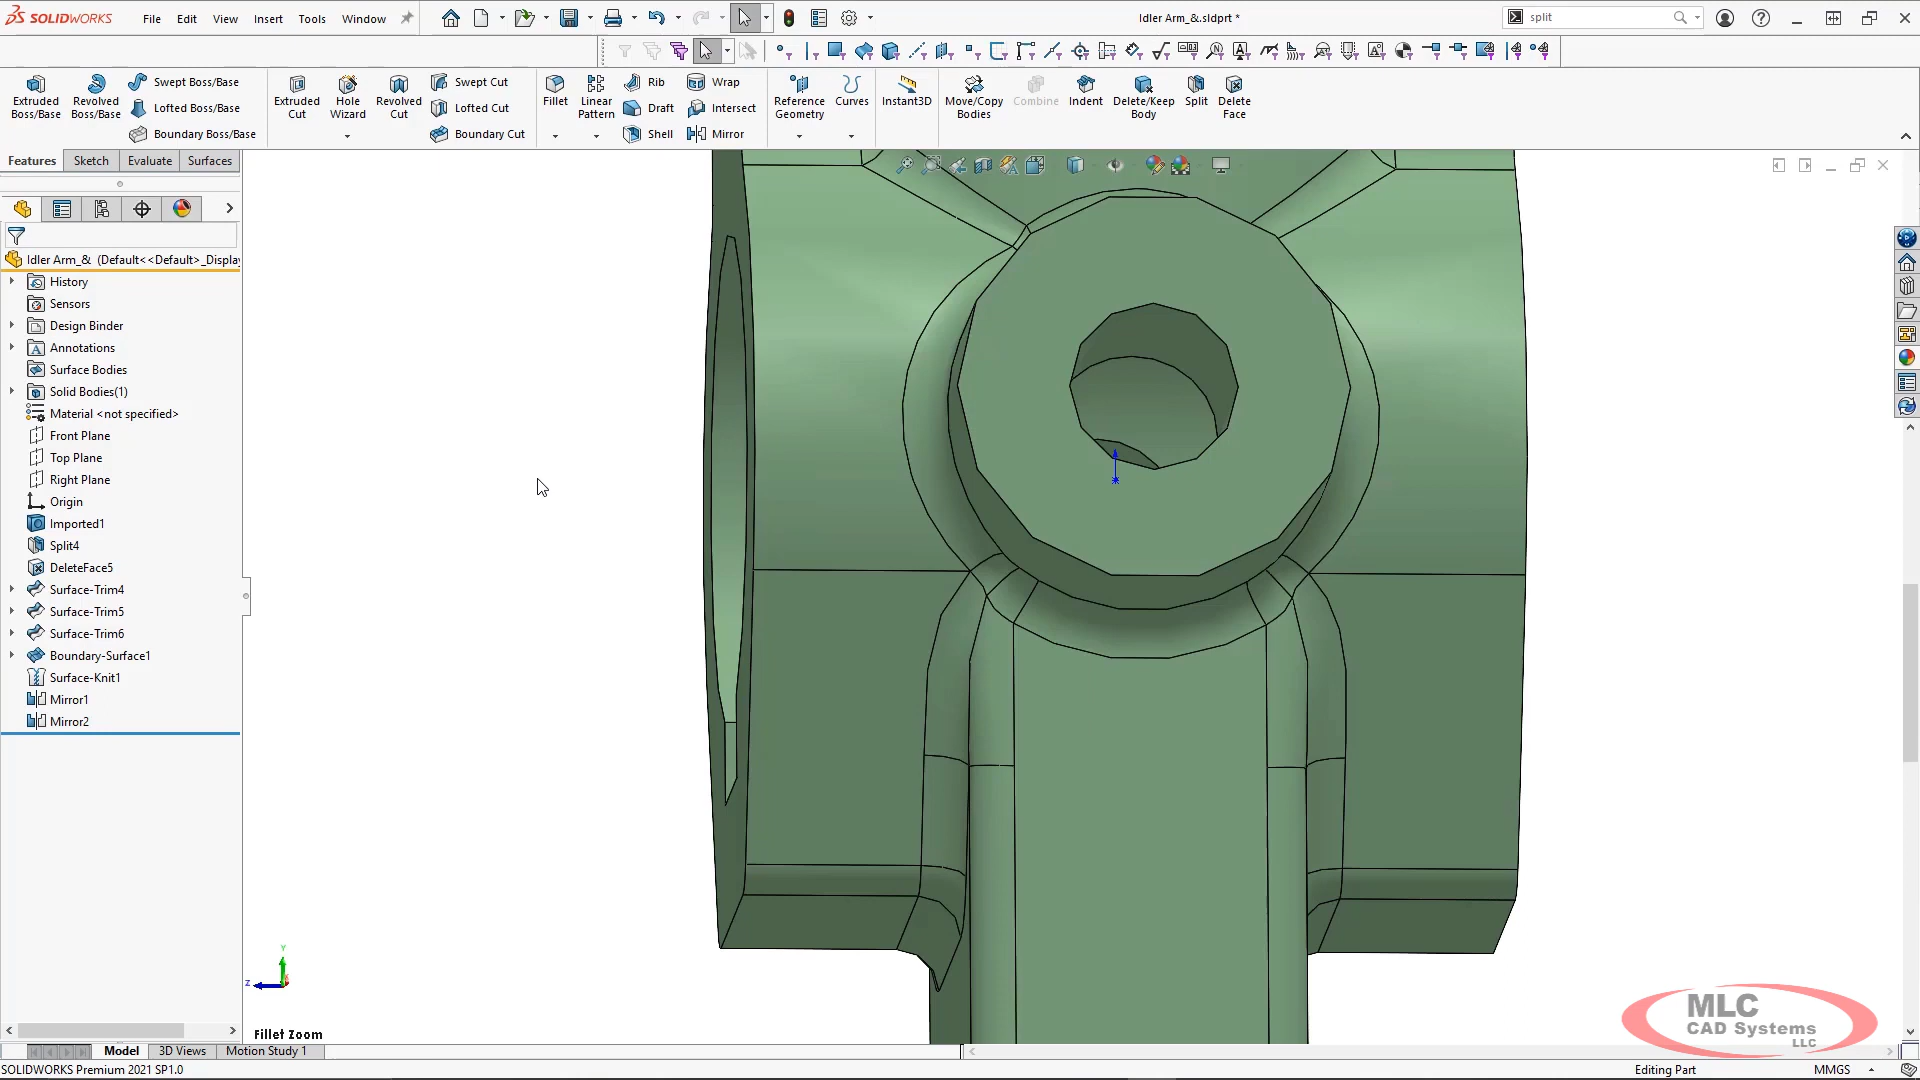 SOLIDWORKS File Edit View Insert Tools Window Idler Arm_&.sldprt * split
Extruded Boss/Base
Revolved Boss/Base
Swept Boss/Base
Lofted Boss/Base
Boundary Boss/Base
Extruded Cut
Hole Wizard
Revolved Cut
Swept Cut
Lofted Cut
Boundary Cut
Fillet
Linear Pattern
Rib
Draft
Shell
Wrap
Intersect
Mirror
Reference Geometry
Curves
Instant3D
Move/Copy Bodies
Combine
Indent
Delete/Keep Body
Split
Delete Face
Features Sketch Evaluate Surfaces
Idler Arm_& (Default<<Default>_Displa
History
Sensors
Design Binder
Annotations
Surface Bodies
Solid Bodies(1)
Material <not specified>
Front Plane
Top Plane
Right Plane
Origin
Imported1
Split4
DeleteFace5
Surface-Trim4
Surface-Trim5
Surface-Trim6
Boundary-Surface1
Surface-Knit1
Mirror1
Mirror2
Y
Z
Fillet Zoom
MLC
CAD Systems
LLC
Model 3D Views Motion Study 1
SOLIDWORKS Premium 2021 SP1.0 Editing Part MMGS